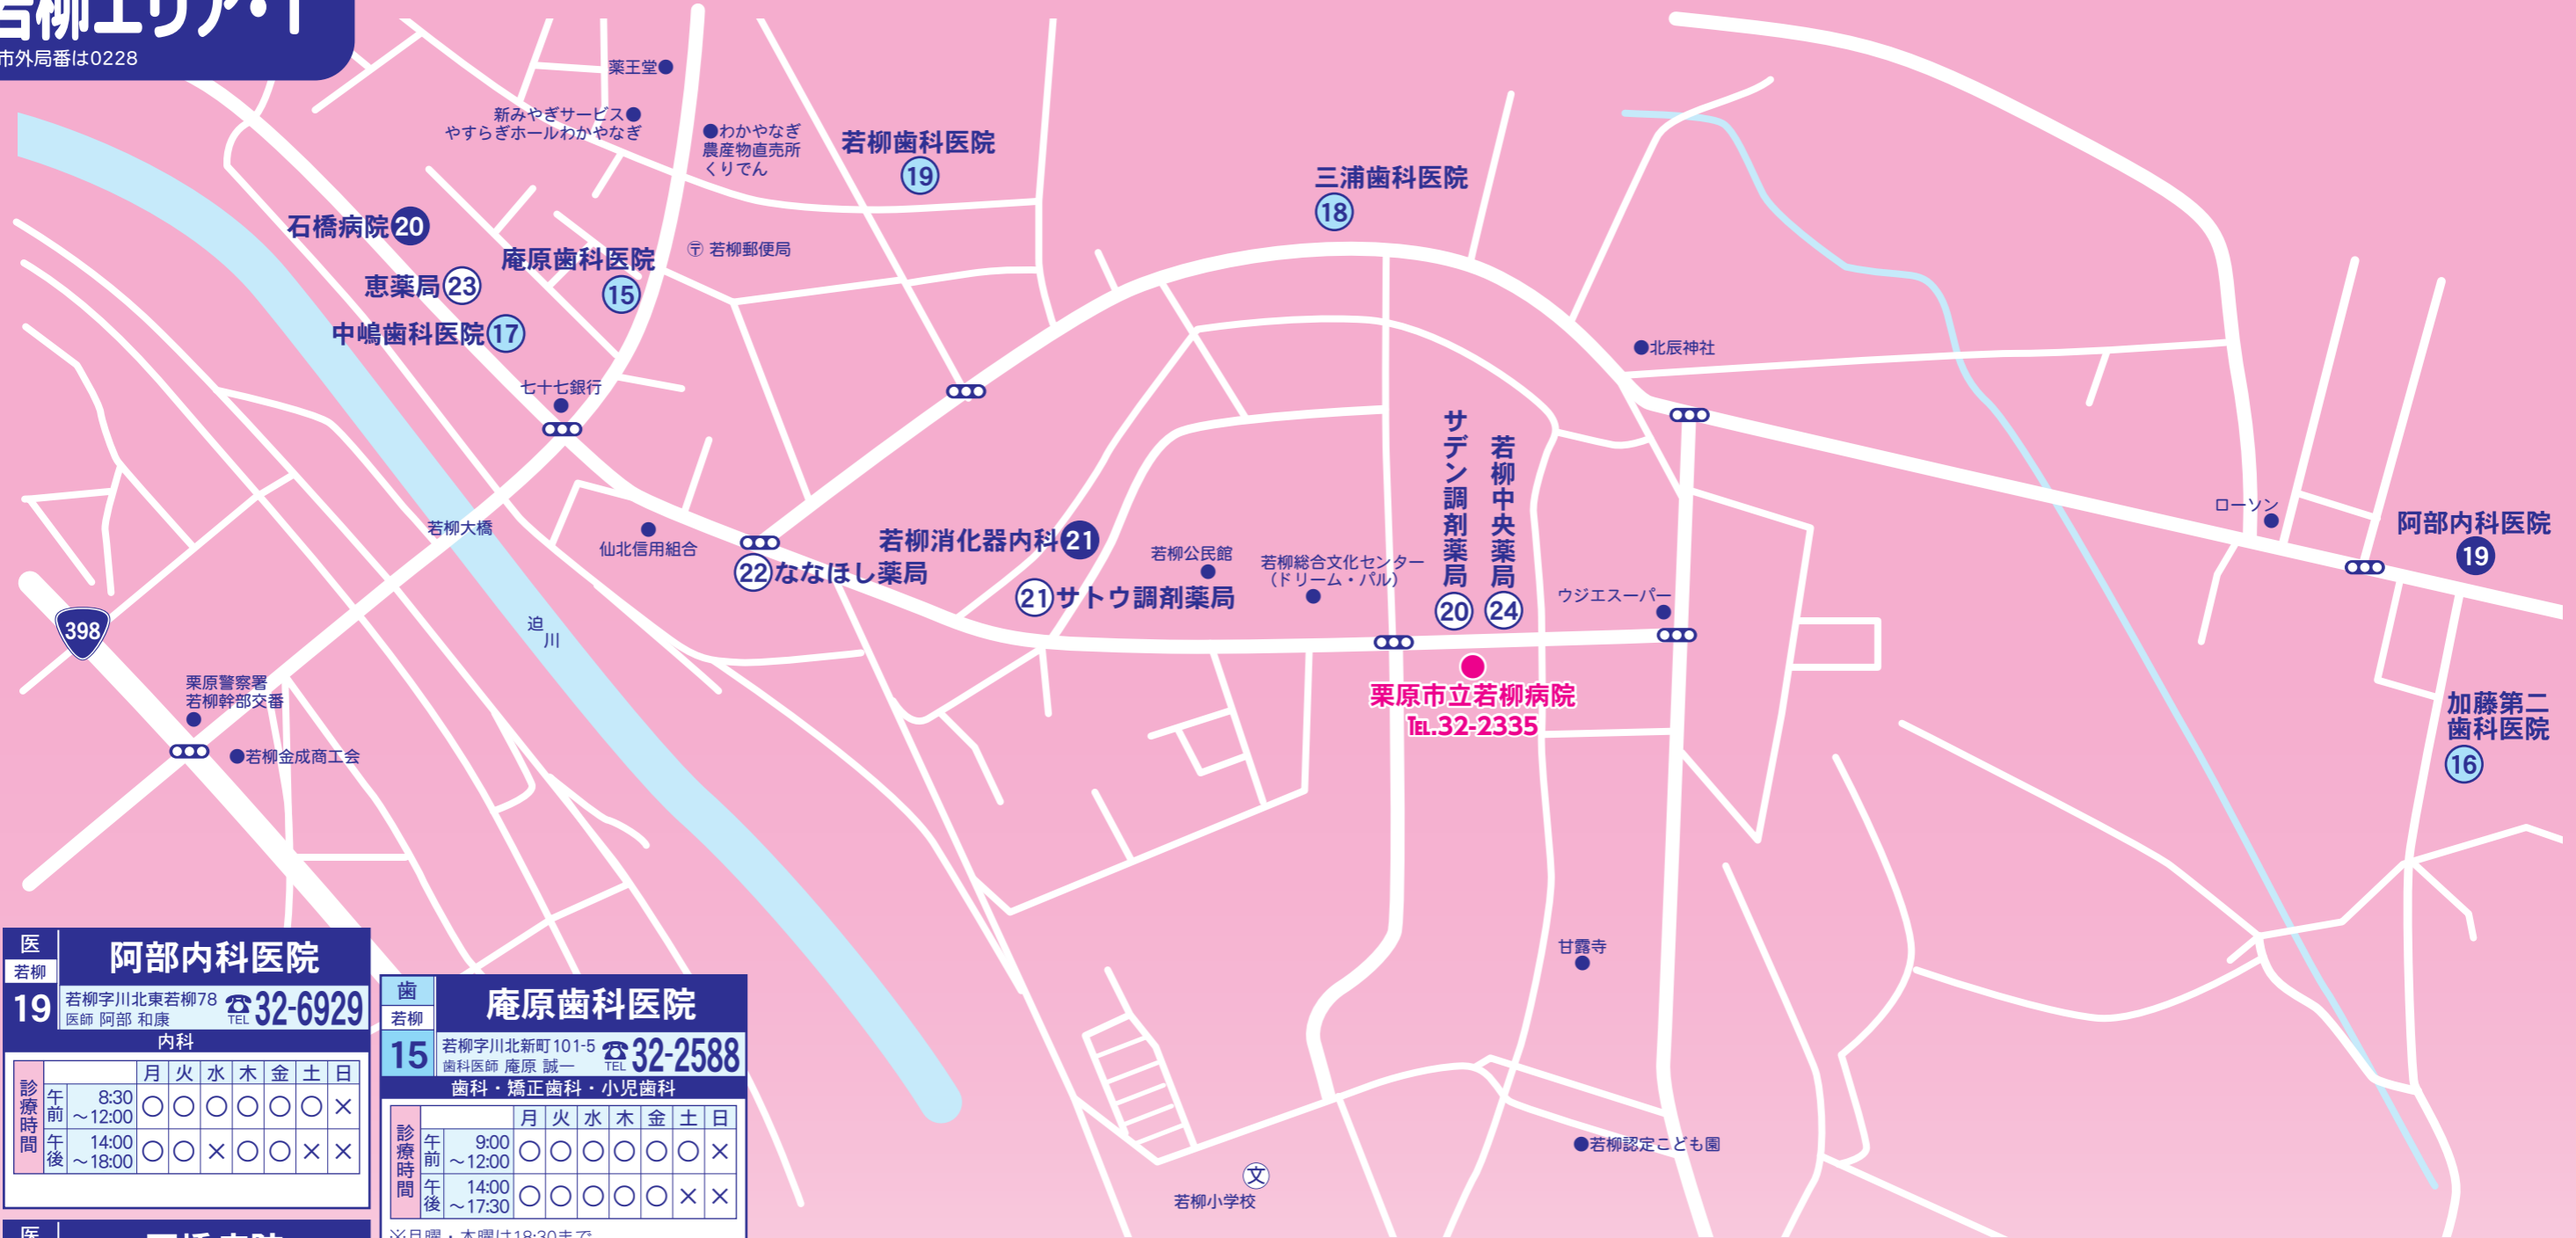 若柳エリア・1
市外局番は0228
薬王堂
新みやぎサービス
やすらぎホールわかやなぎ
わかやなぎ
農産物直売所
くりでん
若柳歯科医院
19
三浦歯科医院
18
石橋病院20
庵原歯科医院
15
〒 若柳郵便局
恵薬局23
中嶋歯科医院17
七十七銀行
北辰神社
若柳大橋
仙北信用組合
22ななほし薬局
若柳消化器内科21
21サトウ調剤薬局
若柳公民館
若柳総合文化センター
（ドリーム・パル）
サデン調剤薬局
20
若柳中央薬局
24
ウジエスーパー
ローソン
阿部内科医院
19
398
迫川
栗原市立若柳病院
TEL.32-2335
栗原警察署
若柳幹部交番
若柳金成商工会
加藤第二
歯科医院
16
甘露寺
若柳認定こども園
文
若柳小学校
医
若柳
19
阿部内科医院
若柳字川北東若柳78
医師 阿部 和康
TEL 32-6929
内科
診療時間
月 火 水 木 金 土 日
午前 8:30～12:00 ○ ○ ○ ○ ○ ○ ×
午後 14:00～18:00 ○ ○ × ○ ○ × ×
医
歯
若柳
15
庵原歯科医院
若柳字川北新町101-5
歯科医師 庵原 誠一
TEL 32-2588
歯科・矯正歯科・小児歯科
診療時間
月 火 水 木 金 土 日
午前 9:00～12:00 ○ ○ ○ ○ ○ ○ ×
午後 14:00～17:30 ○ ○ ○ ○ ○ × ×